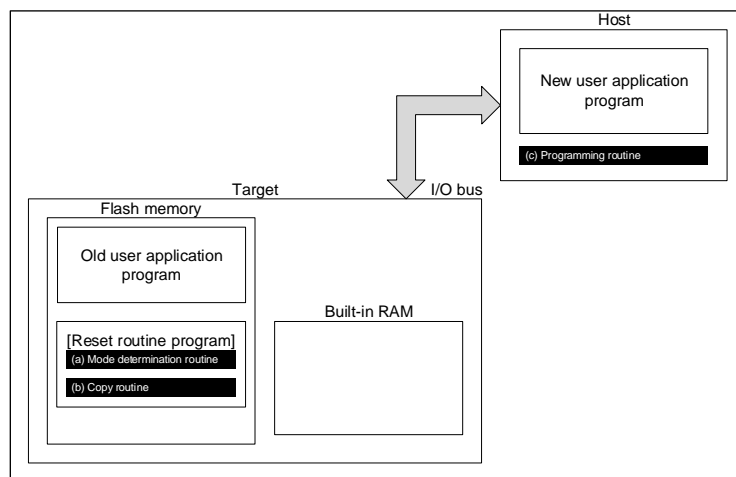 Host
New user application
program
(c) Programming routine
Target
I/O bus
Flash memory
Old user application
program
Built-in RAM
[Reset routine program]
(a) Mode determination routine
(b) Copy routine